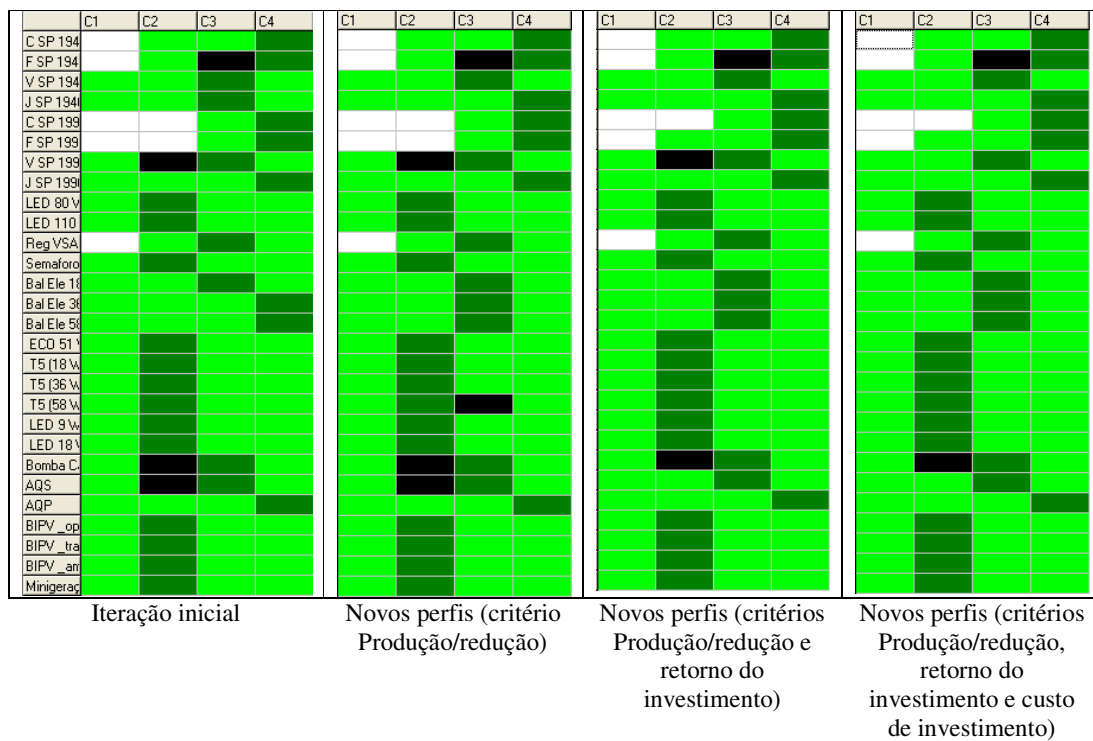 C1 C2 C3 C4 C1 C2 C3 C4 C1 C2 C3 C4 C1 C2 C3 C4
C SP 194
F SP 194
V SP 194
J SP 194
C SP 199
F SP 199
V SP 199
J SP 199
LED 80 V
LED 110
Reg VSA
Semaforo
Bal Ele 18
Bal Ele 36
Bal Ele 58
ECO 51
T5 (18 W
T5 (36 W
T5 (58 W
LED 9 W
LED 18
Bomba C
AQS
AQP
BIPV _op
BIPV _tra
BIPV _am
Minigeraç
Iteração inicial
Novos perfis (critério
Produção/redução)
Novos perfis (critérios
Produção/redução e
retorno do
investimento)
Novos perfis (critérios
Produção/redução,
retorno do
investimento e custo
de investimento)